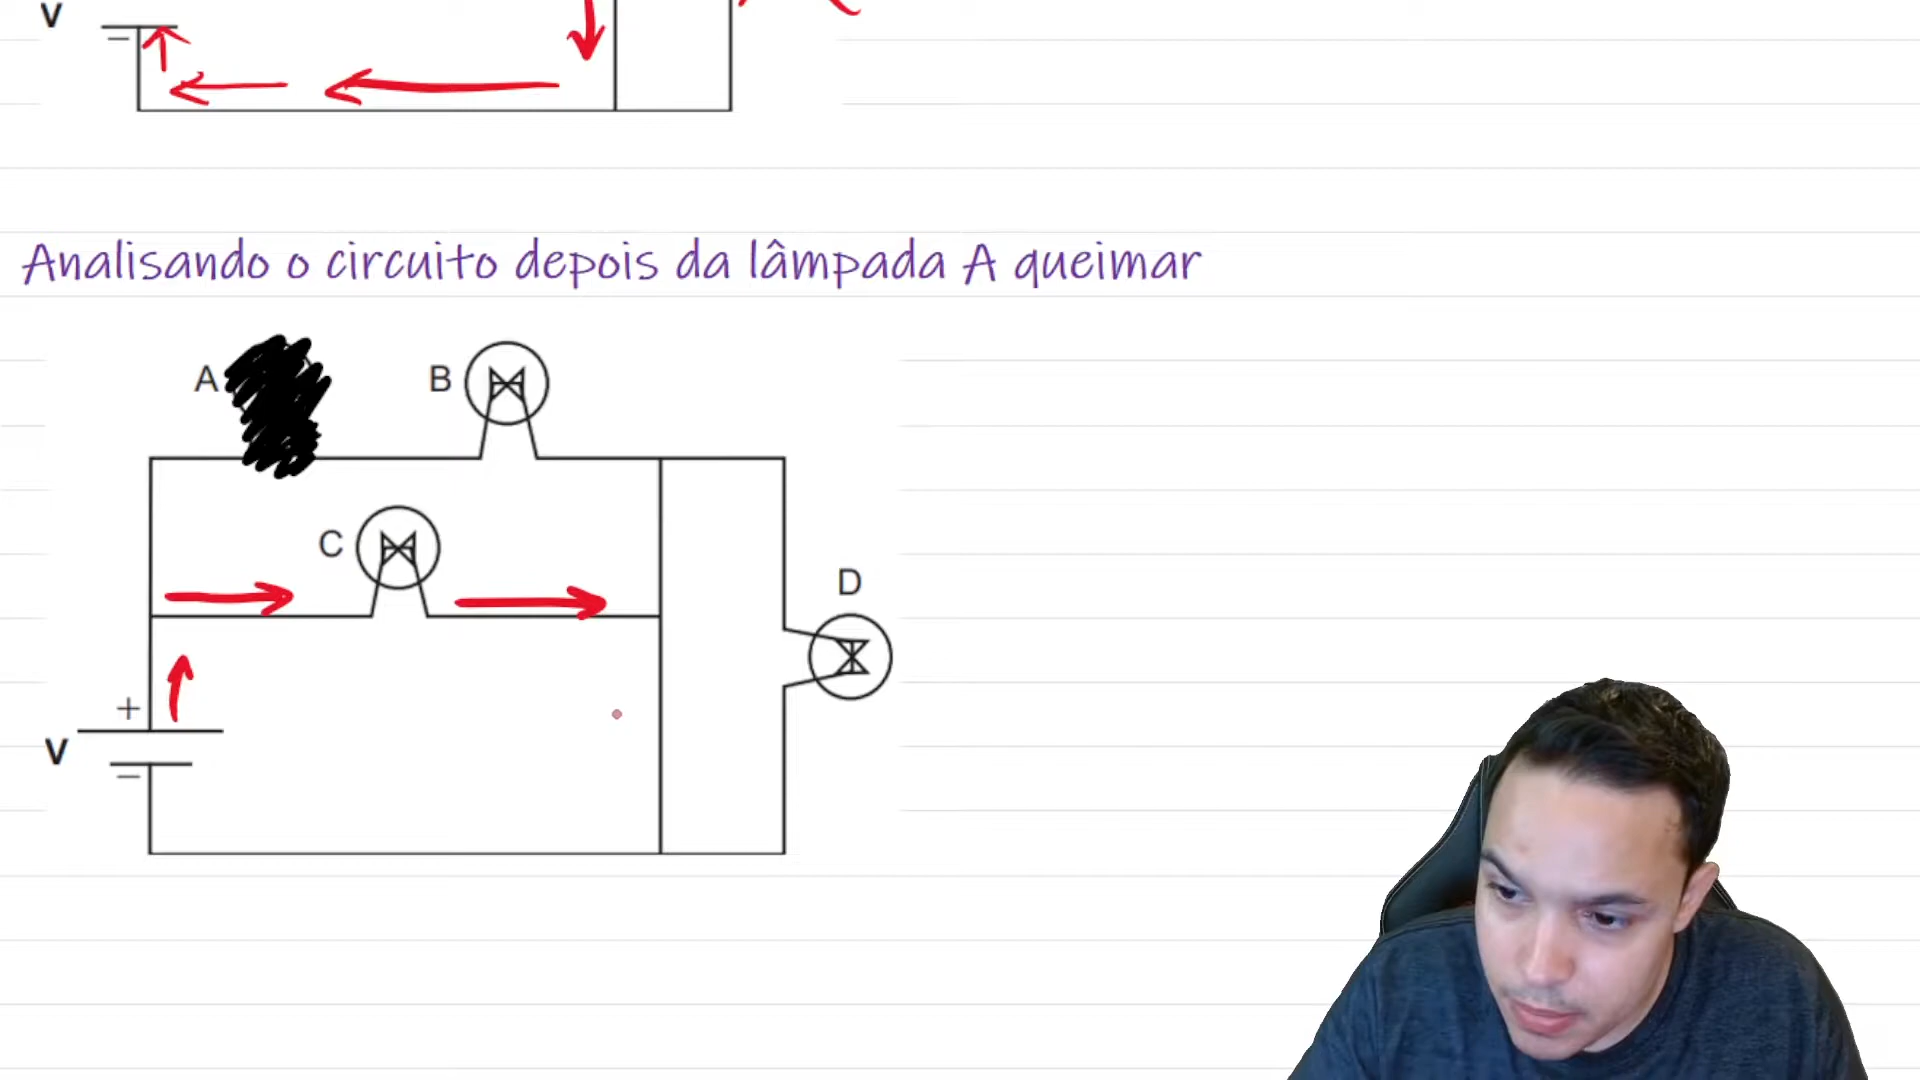 V
−
Analisando o circuito depois da lâmpada A queimar
A
B
C
D
+
V
−